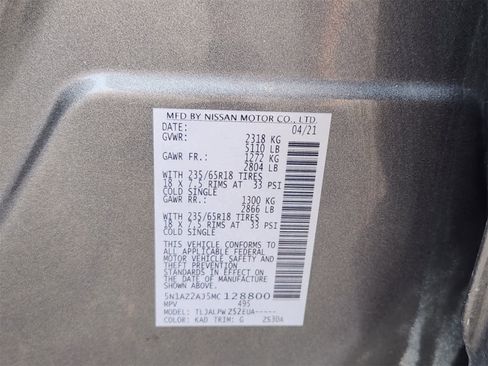 MFD BY NISSAN MOTOR CO., LTD.
DATE: 04/21
GVWR: 2318 KG
5110 LB
GAWR FR.: 1272 KG
2804 LB
WITH 235/65R18 TIRES
18 X 7.5 RIMS AT 33 PSI
COLD SINGLE
GAWR RR.: 1300 KG
2866 LB
WITH 235/65R18 TIRES
18 X 7.5 RIMS AT 33 PSI
COLD SINGLE
THIS VEHICLE CONFORMS TO
ALL APPLICABLE FEDERAL
MOTOR VEHICLE SAFETY AND
THEFT PREVENTION
STANDARDS IN EFFECT ON
THE DATE OF MANUFACTURE
SHOWN ABOVE.
5N1AZ2AJ5MC128800
MPV 495
MODEL: TLJALPWZ52EUA-----
COLOR: KAD TRIM: G Z53DA